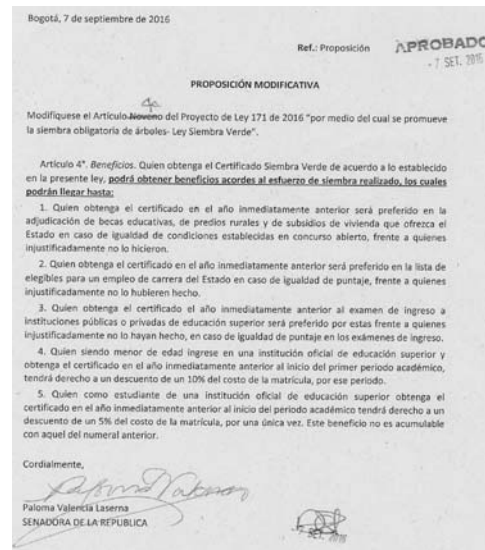 Bogotá, 7 de septiembre de 2016
Ref.: Proposición
APROBADO
- 7 SET. 2016
PROPOSICIÓN MODIFICATIVA
4o
Modifíquese el Artículo Noveno del Proyecto de Ley 171 de 2016 "por medio del cual se promueve
la siembra obligatoria de árboles- Ley Siembra Verde".
Artículo 4°. Beneficios. Quien obtenga el Certificado Siembra Verde de acuerdo a lo establecido
en la presente ley, podrá obtener beneficios acordes al esfuerzo de siembra realizado, los cuales
podrán llegar hasta:
1. Quien obtenga el certificado en el año inmediatamente anterior será preferido en la
adjudicación de becas educativas, de predios rurales y de subsidios de vivienda que ofrezca el
Estado en caso de igualdad de condiciones establecidas en concurso abierto, frente a quienes
injustificadamente no lo hicieron.
2. Quien obtenga el certificado en el año inmediatamente anterior será preferido en la lista de
elegibles para un empleo de carrera del Estado en caso de igualdad de puntaje, frente a quienes
injustificadamente no lo hubieren hecho.
3. Quien obtenga el certificado el año inmediatamente anterior al examen de ingreso a
instituciones públicas o privadas de educación superior será preferido por estas frente a quienes
injustificadamente no lo hayan hecho, en caso de igualdad de puntaje en los exámenes de ingreso.
4. Quien siendo menor de edad ingrese en una institución oficial de educación superior y
obtenga el certificado en el año inmediatamente anterior al inicio del primer periodo académico,
tendrá derecho a un descuento de un 10% del costo de la matrícula, por ese periodo.
5. Quien como estudiante de una institución oficial de educación superior obtenga el
certificado en el año inmediatamente anterior al inicio del periodo académico tendrá derecho a un
descuento de un 5% del costo de la matrícula, por una única vez. Este beneficio no es acumulable
con aquel del numeral anterior.
Cordialmente,
Paloma Valencia
Paloma Valencia Laserna
SENADORA DE LA REPÚBLICA
7 SET. 2016